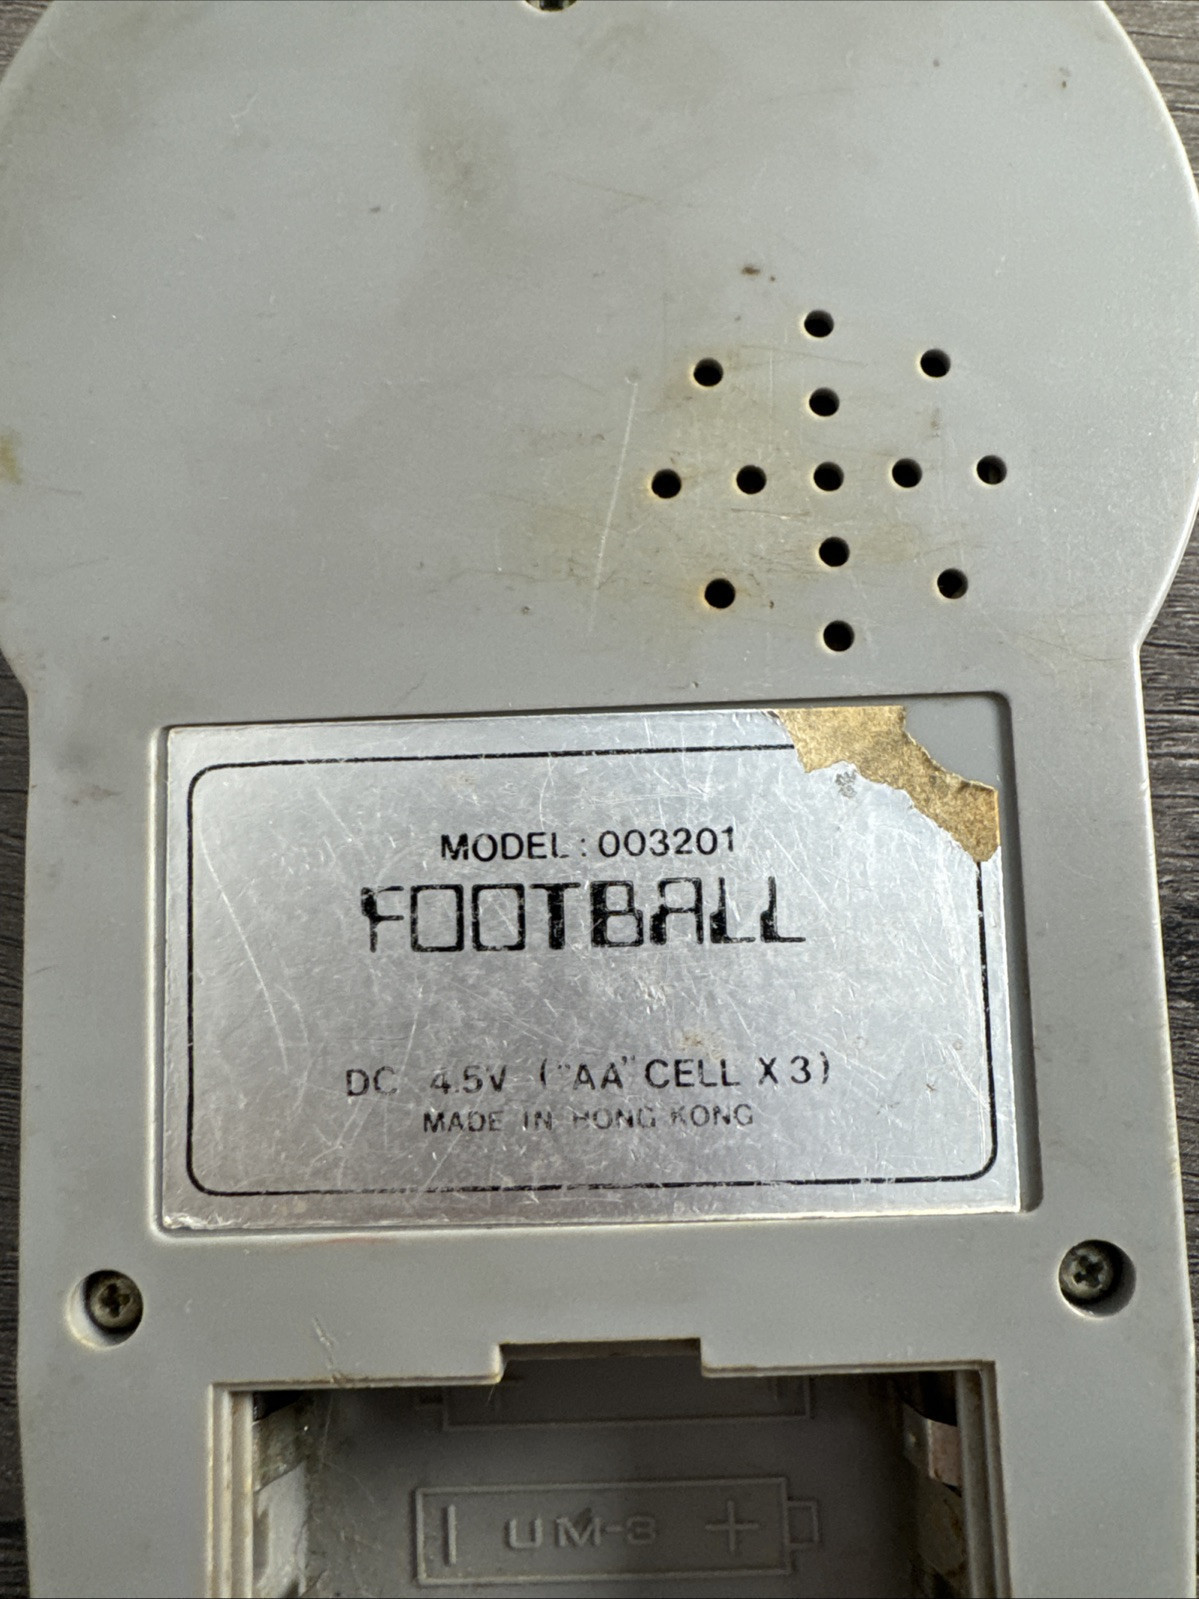 MODEL : 003201
FOOTBALL
DC 4.5V ("AA" CELL X 3)
MADE IN HONG KONG
UM-3 +